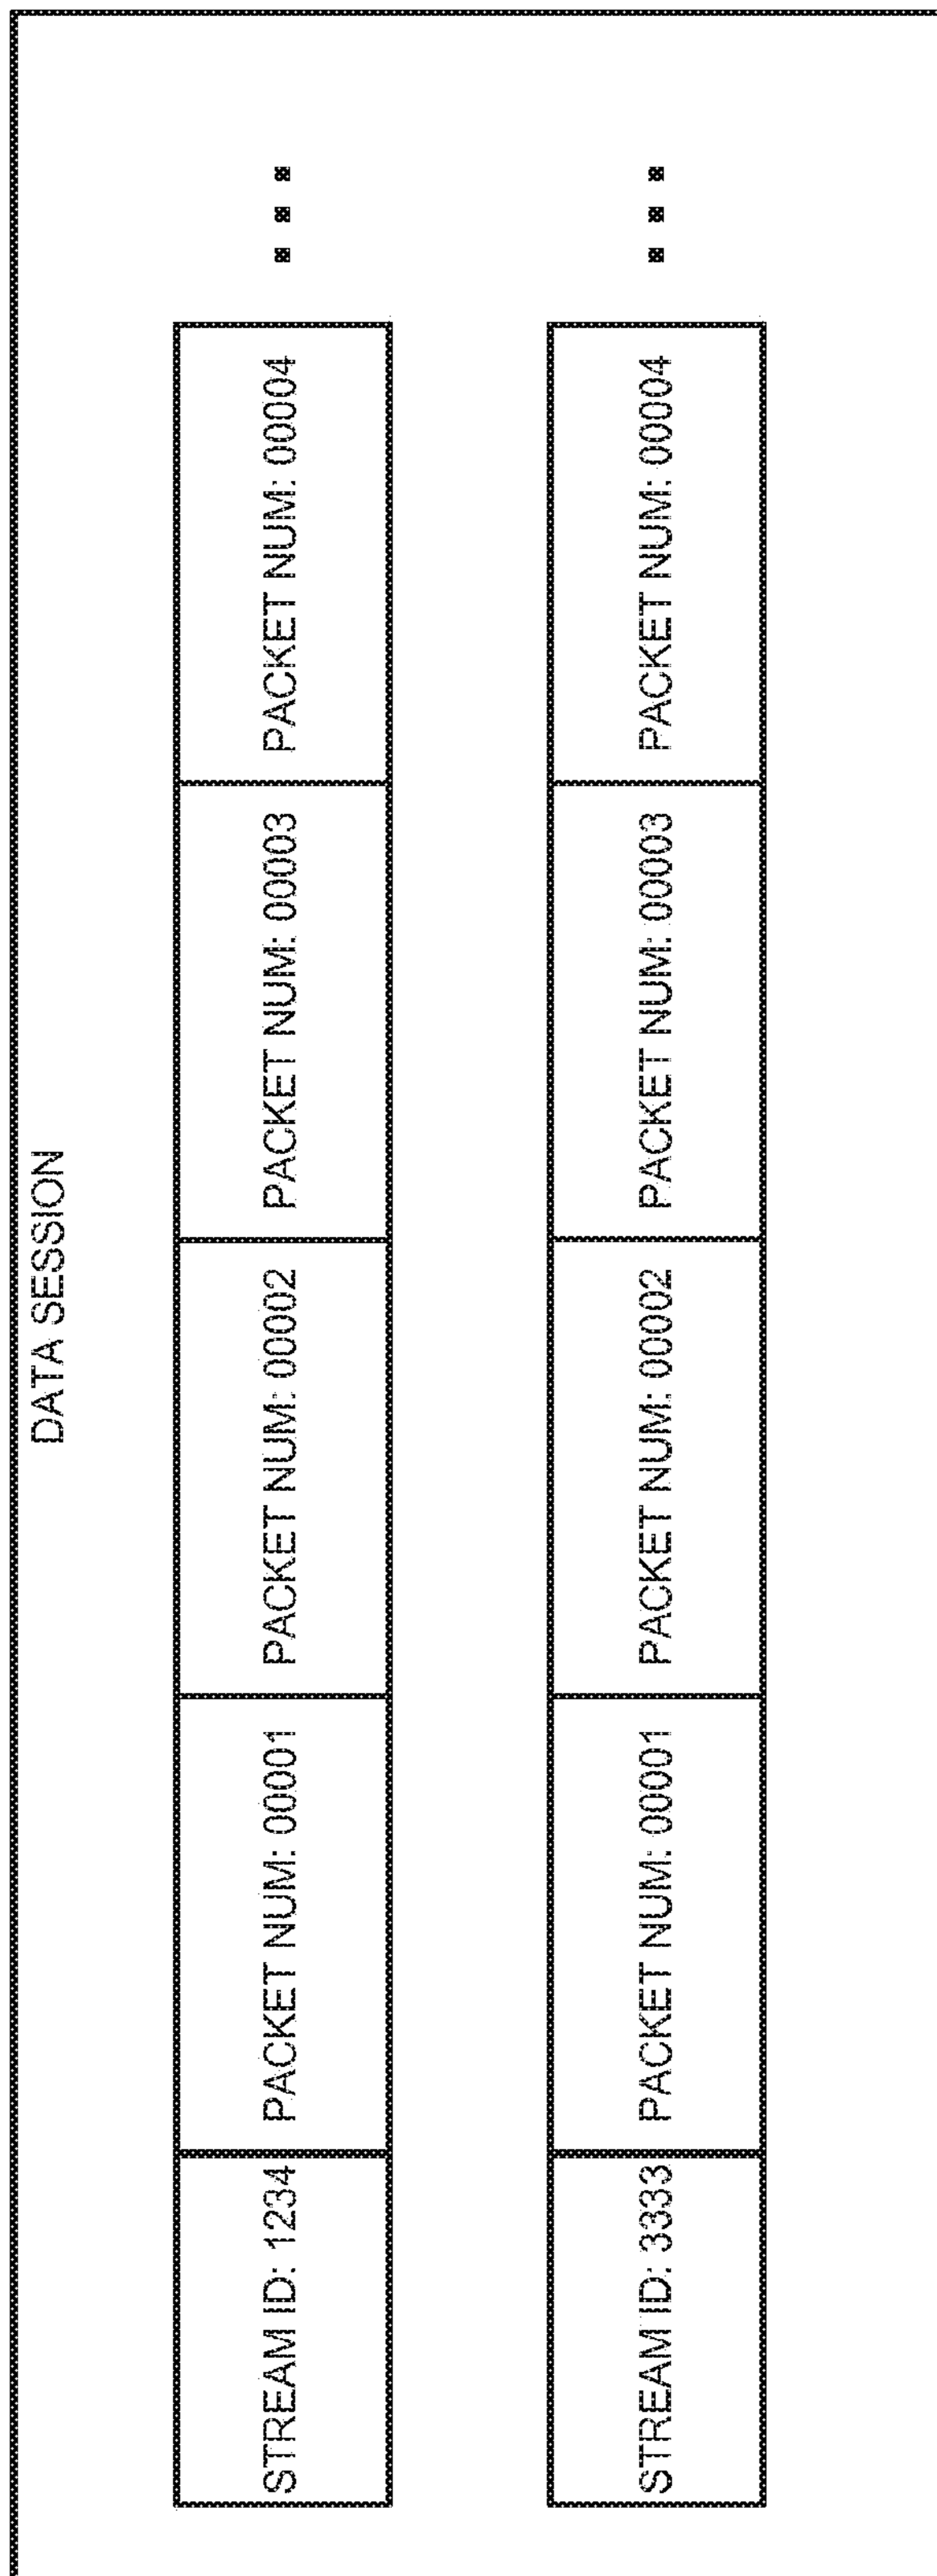 DATA SESSION
STREAM ID: 1234
PACKET NUM: 00001
PACKET NUM: 00002
PACKET NUM: 00003
PACKET NUM: 00004
STREAM ID: 3333
PACKET NUM: 00001
PACKET NUM: 00002
PACKET NUM: 00003
PACKET NUM: 00004